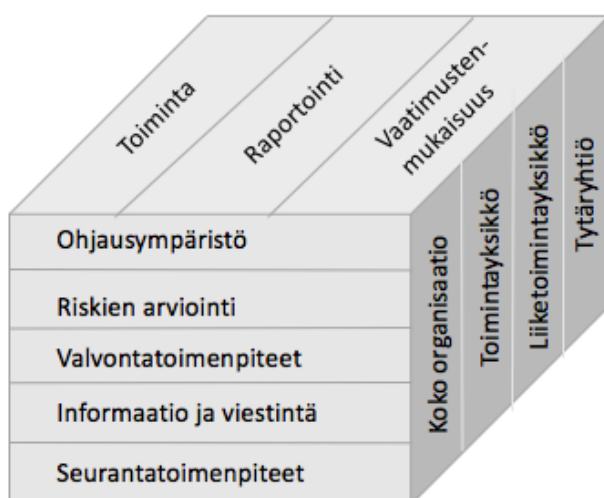 Toiminta
Raportointi
Vaatimusten-
mukaisuus
Ohjausympäristö
Riskien arviointi
Valvontatoimenpiteet
Informaatio ja viestintä
Seurantatoimenpiteet
Koko organisaatio
Toimintayksikkö
Liiketoimintayksikkö
Tytäryhtiö